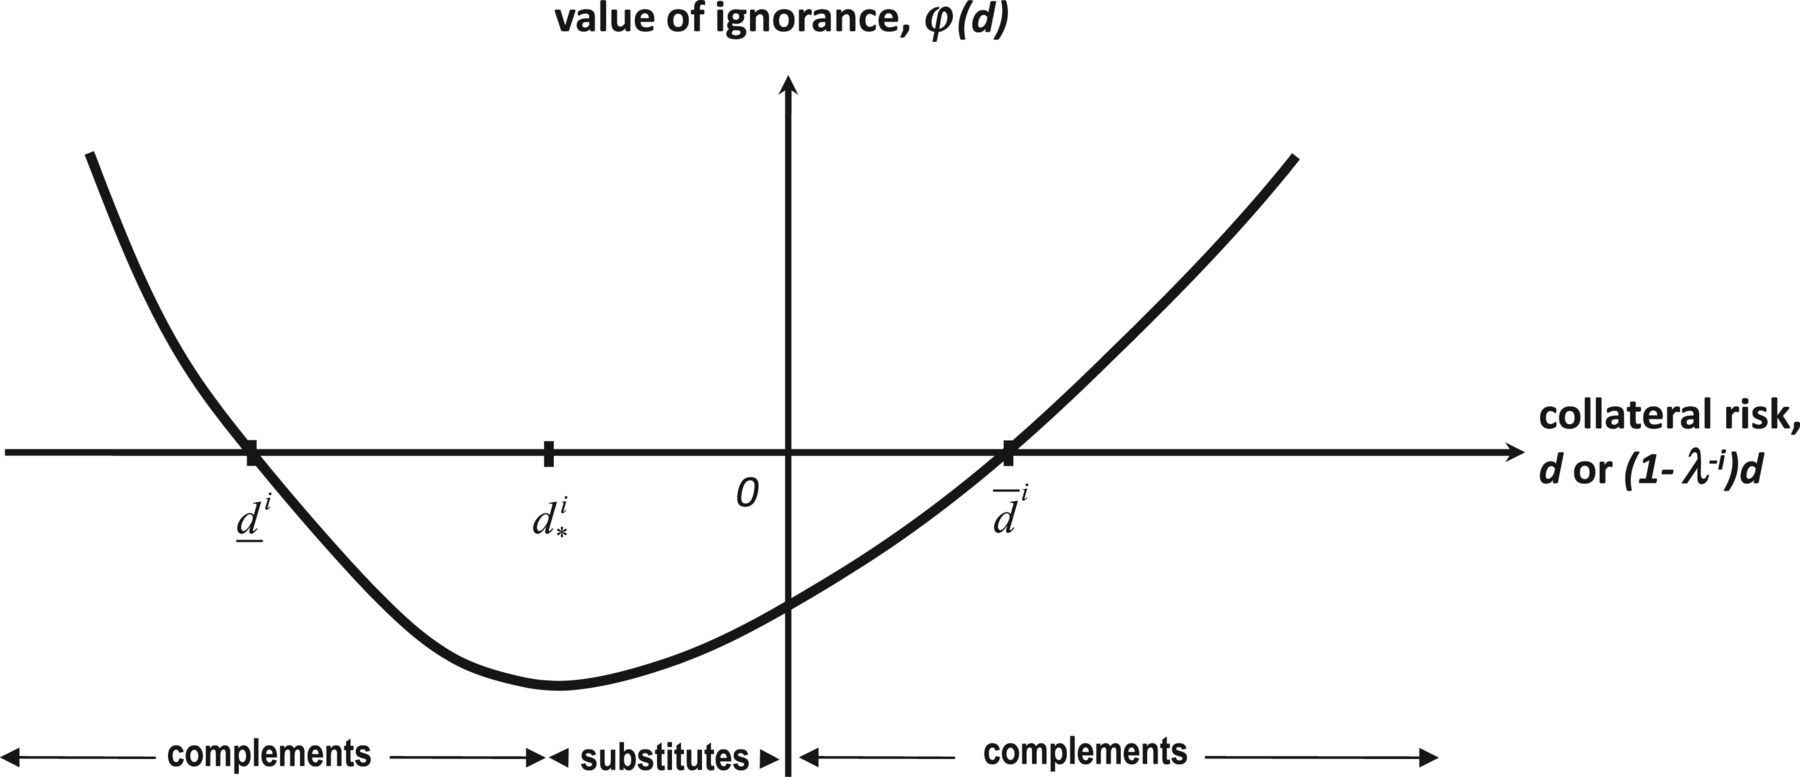 value of ignorance, φ(d)
collateral risk,
d or (1- λ⁻ⁱ)d
0
d̲ⁱ
d⁎ⁱ
d̅ⁱ
complements
substitutes
complements